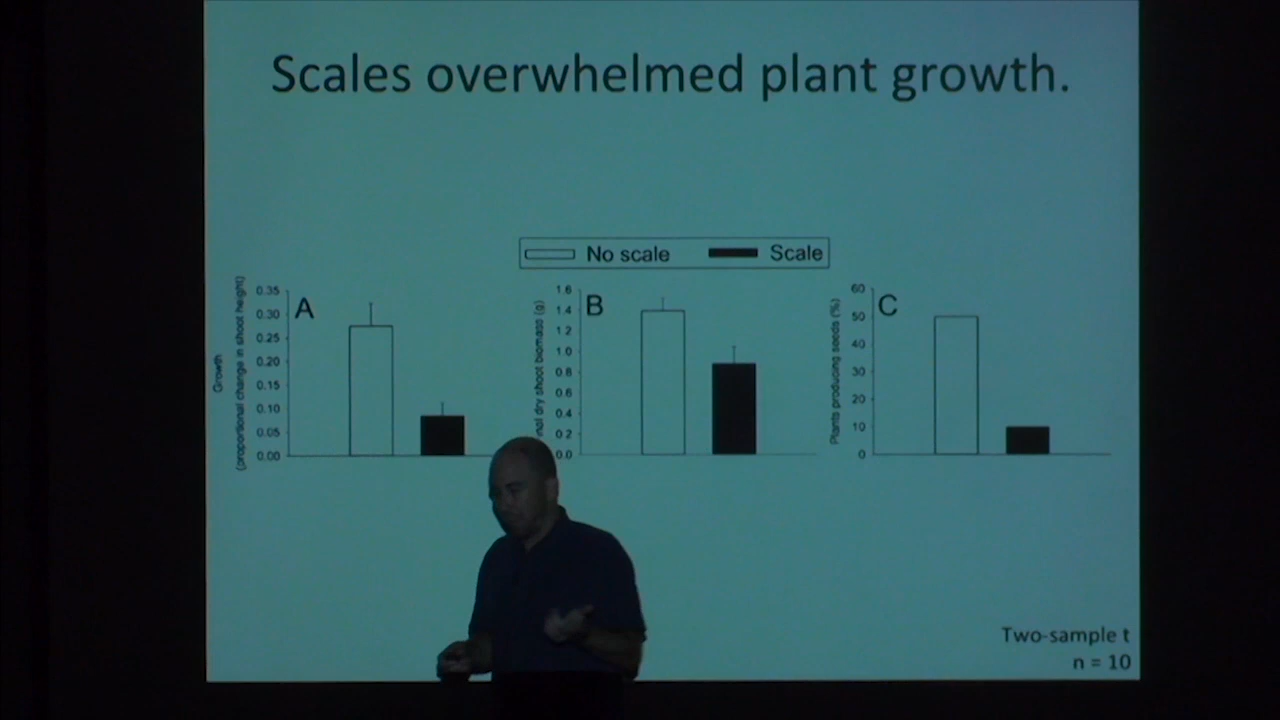 Scales overwhelmed plant growth.
No scale
Scale
A
Growth
(proportional change in shoot height)
0.35
0.30
0.25
0.20
0.15
0.10
0.05
0.00
B
dry shoot biomass (g)
1.6
1.4
1.2
1.0
0.8
0.6
0.4
0.2
0.0
C
Plants producing seeds (%)
60
50
40
30
20
10
0
Two-sample t
n = 10